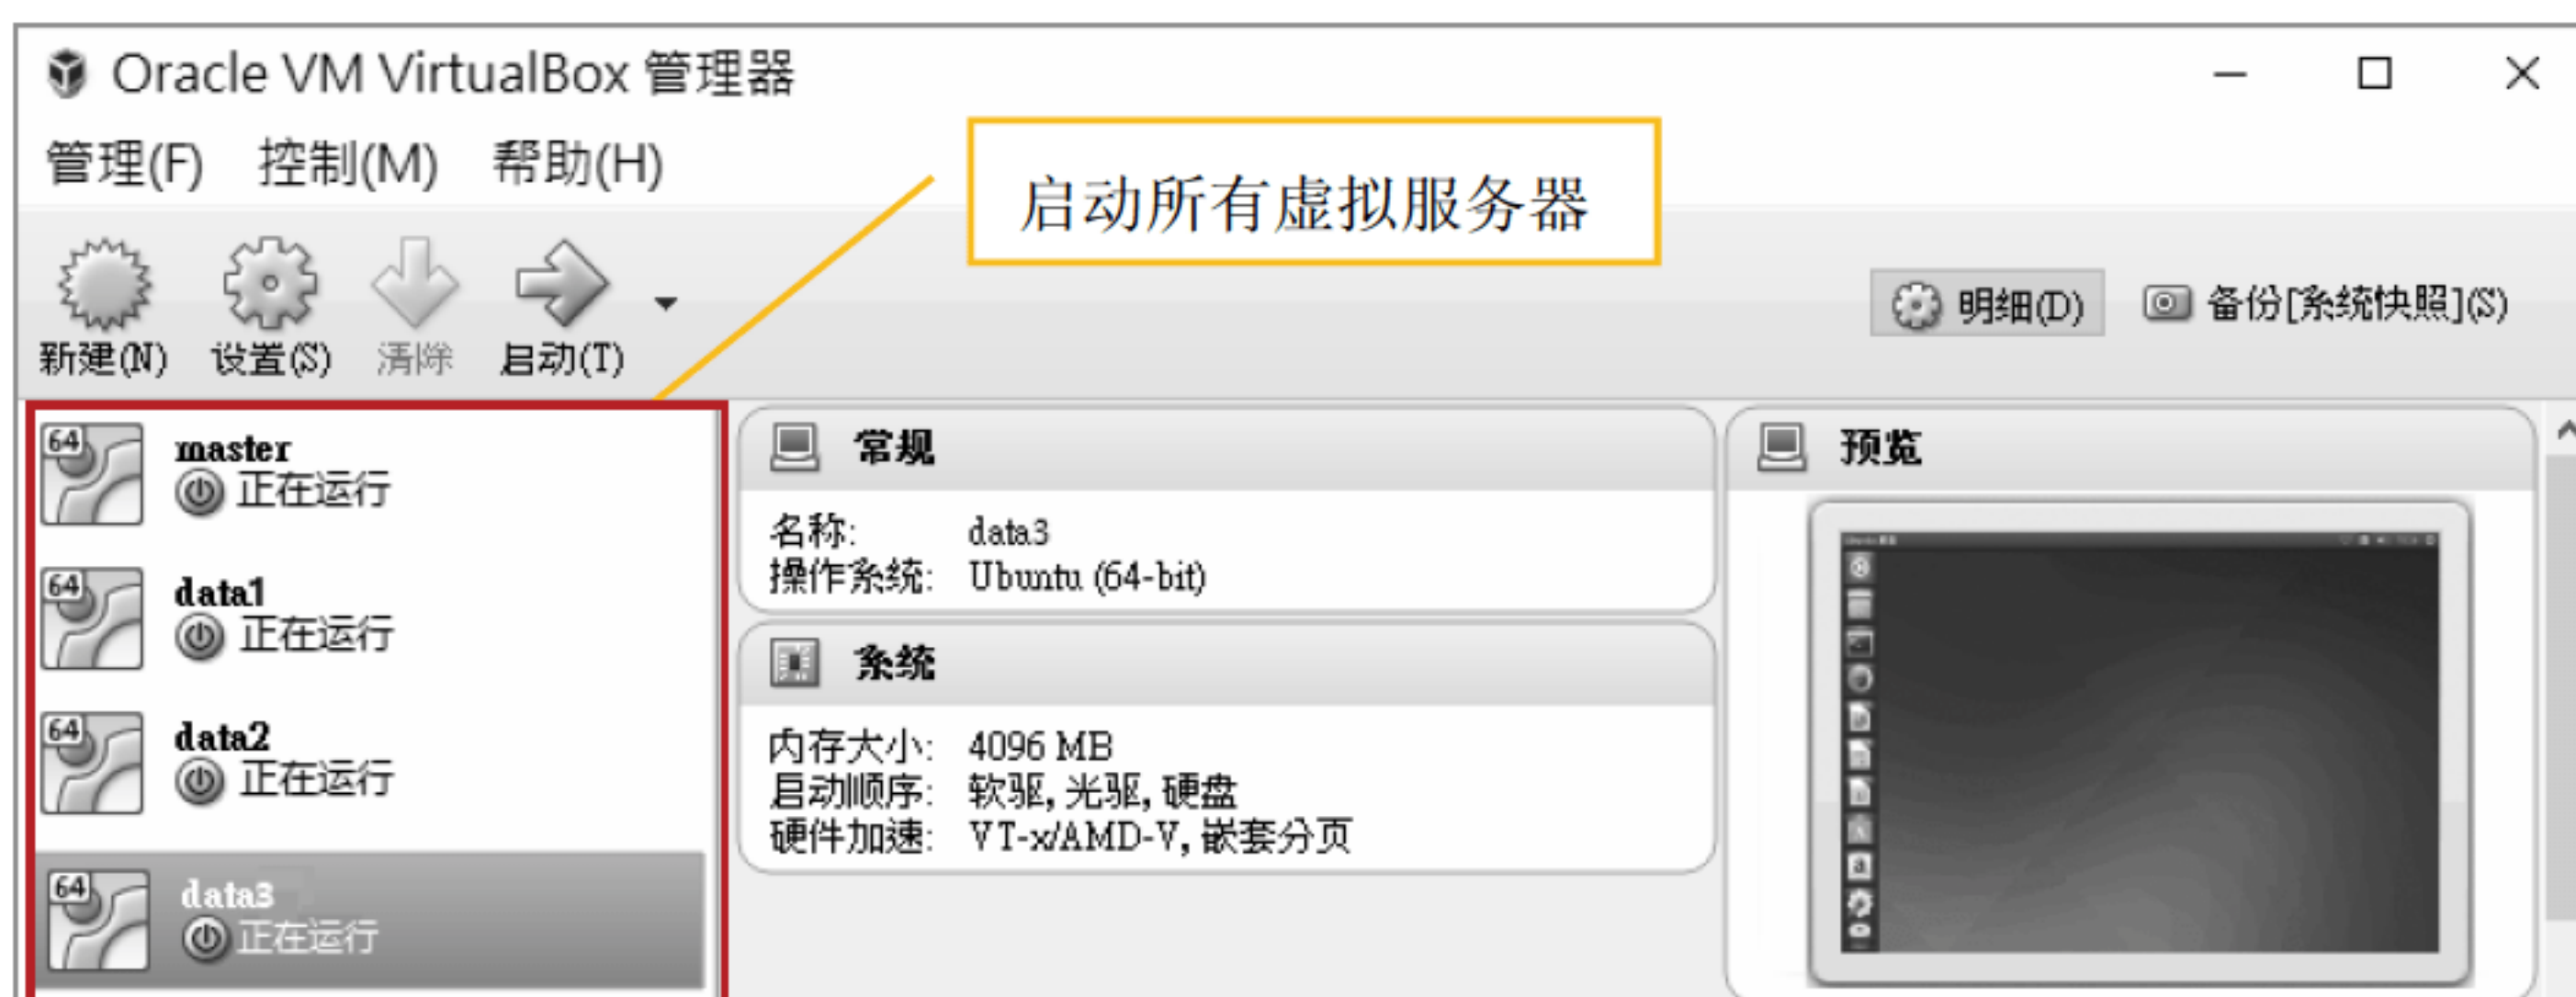 Oracle VM VirtualBox 管理器
管理(F) 控制(M) 帮助(H)
启动所有虚拟服务器
新建(N) 设置(S) 清除 启动(T)
明细(D) 备份[系统快照](S)
64 master
正在运行
64 data1
正在运行
64 data2
正在运行
64 data3
正在运行
常规
名称: data3
操作系统: Ubuntu (64-bit)
系统
内存大小: 4096 MB
启动顺序: 软驱, 光驱, 硬盘
硬件加速: VT-x/AMD-V, 嵌套分页
预览